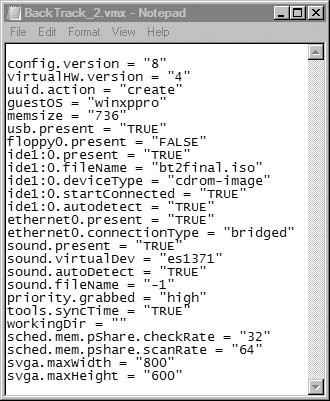 BackTrack_2.vmx - Notepad
File Edit Format View Help
config.version = "8"
virtualHW.version = "4"
uuid.action = "create"
guestOS = "winxppro"
memsize = "736"
usb.present = "TRUE"
floppy0.present = "FALSE"
ide1:0.present = "TRUE"
ide1:0.fileName = "bt2final.iso"
ide1:0.deviceType = "cdrom-image"
ide1:0.startConnected = "TRUE"
ide1:0.autodetect = "TRUE"
ethernet0.present = "TRUE"
ethernet0.connectionType = "bridged"
sound.present = "TRUE"
sound.virtualDev = "es1371"
sound.autoDetect = "TRUE"
sound.fileName = "-1"
priority.grabbed = "high"
tools.syncTime = "TRUE"
workingDir = ""
sched.mem.pShare.checkRate = "32"
sched.mem.pshare.scanRate = "64"
svga.maxWidth = "800"
svga.maxHeight = "600"